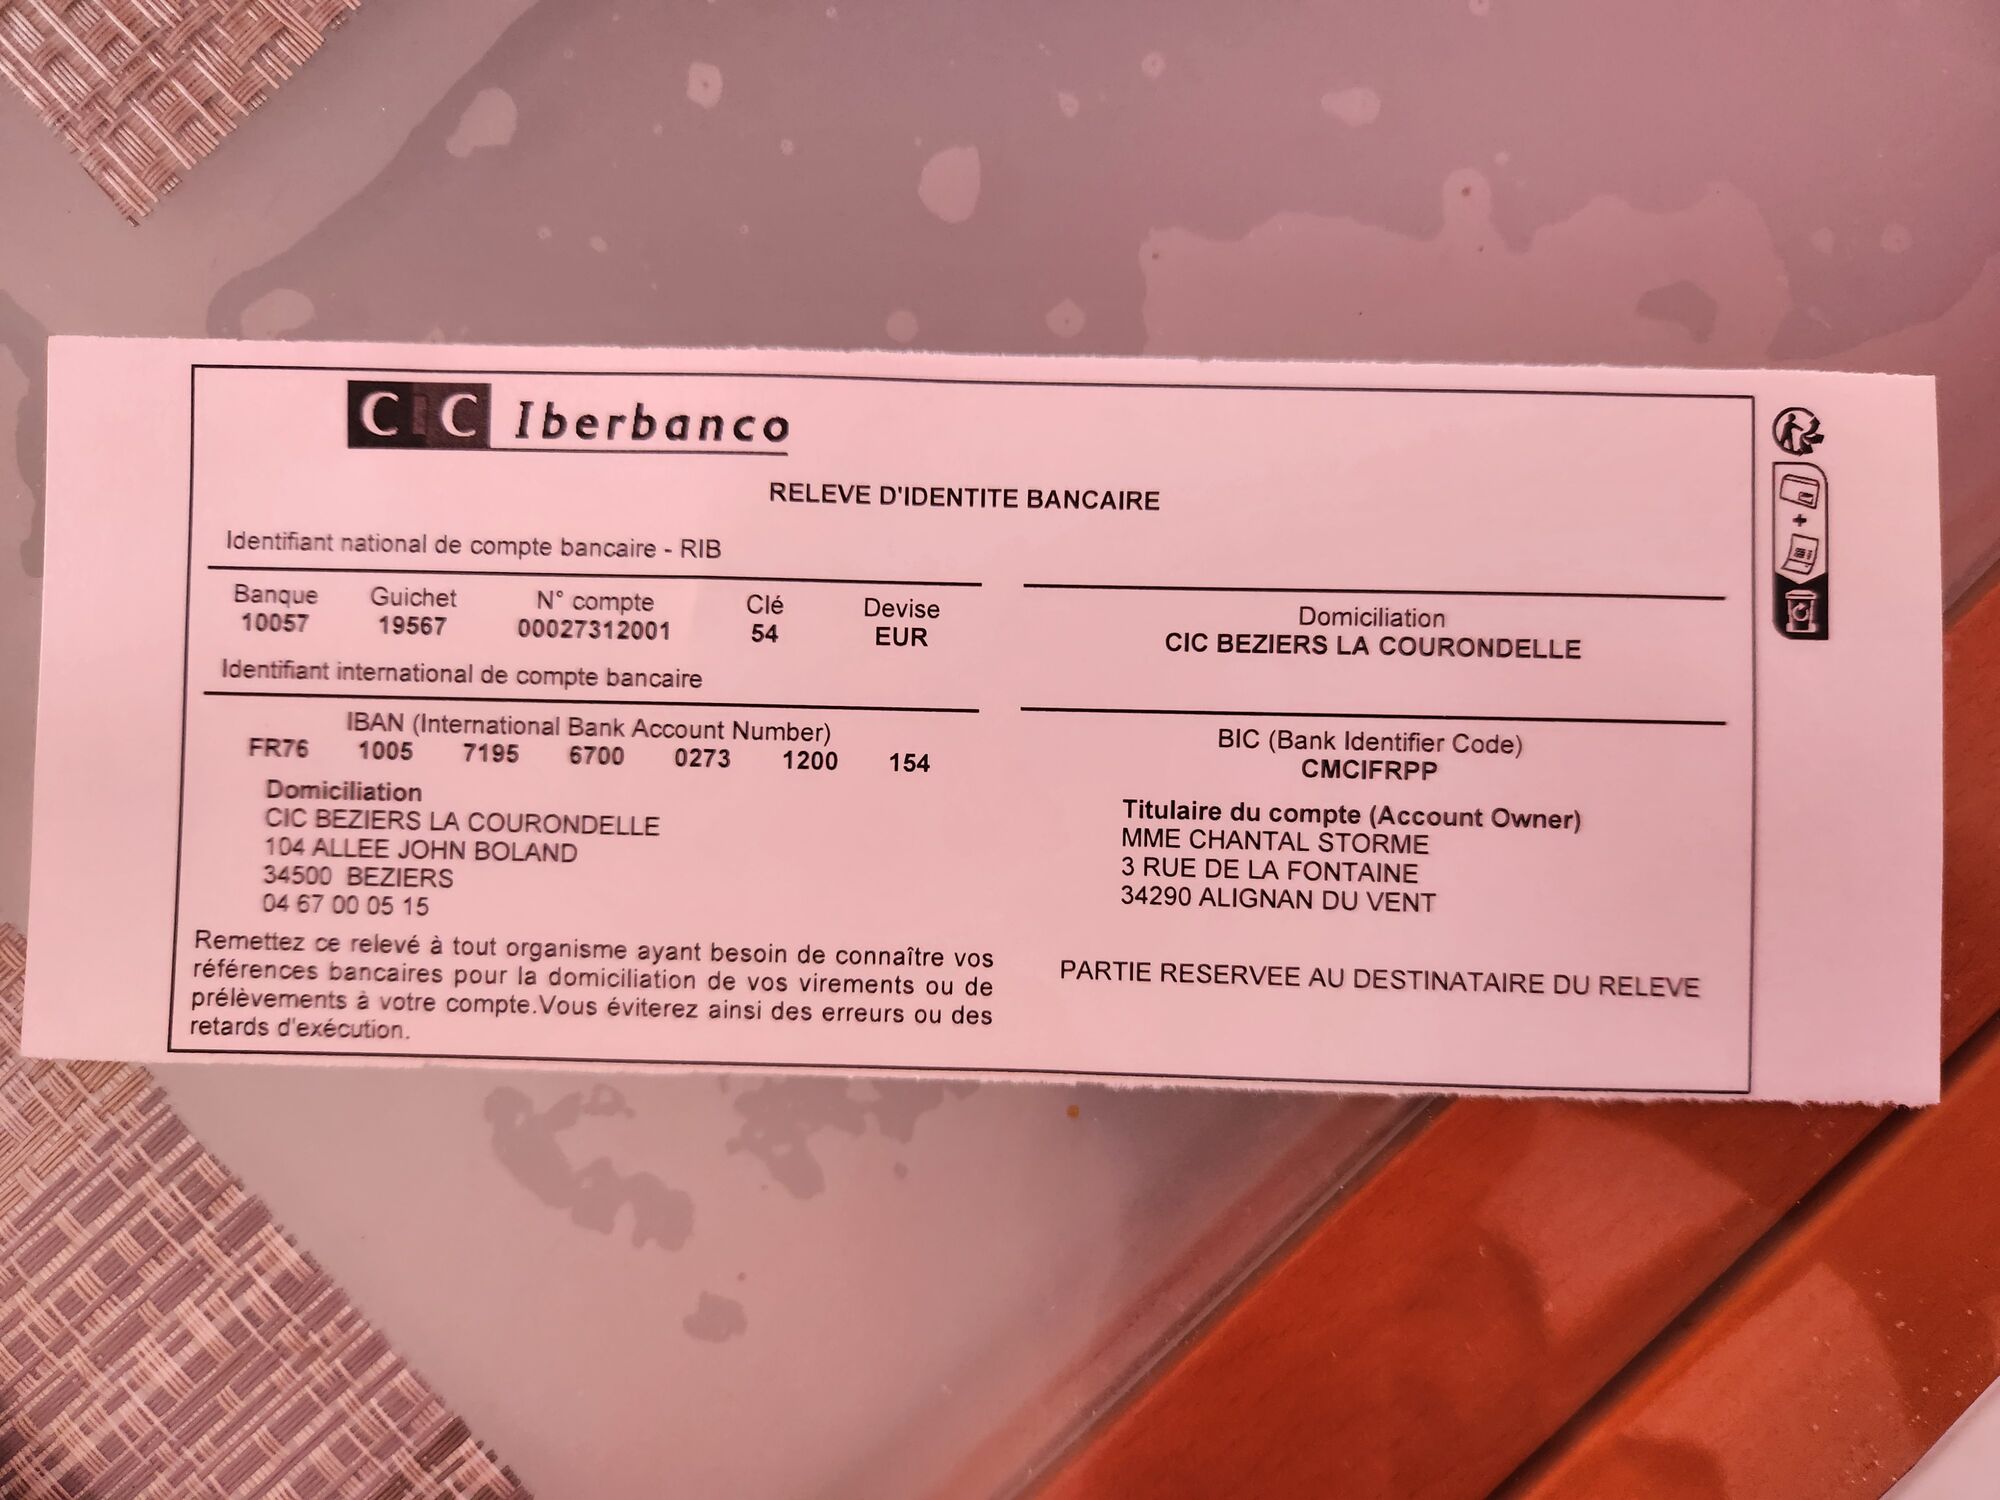 CIC Iberbanco
RELEVE D'IDENTITE BANCAIRE
Identifiant national de compte bancaire - RIB
Banque Guichet N° compte Clé Devise
10057 19567 00027312001 54 EUR
Domiciliation
CIC BEZIERS LA COURONDELLE
Identifiant international de compte bancaire
IBAN (International Bank Account Number)
FR76 1005 7195 6700 0273 1200 154
BIC (Bank Identifier Code)
CMCIFRPP
Domiciliation
CIC BEZIERS LA COURONDELLE
104 ALLEE JOHN BOLAND
34500 BEZIERS
04 67 00 05 15
Titulaire du compte (Account Owner)
MME CHANTAL STORME
3 RUE DE LA FONTAINE
34290 ALIGNAN DU VENT
Remettez ce relevé à tout organisme ayant besoin de connaître vos
références bancaires pour la domiciliation de vos virements ou de
prélèvements à votre compte.Vous éviterez ainsi des erreurs ou des
retards d'exécution.
PARTIE RESERVEE AU DESTINATAIRE DU RELEVE